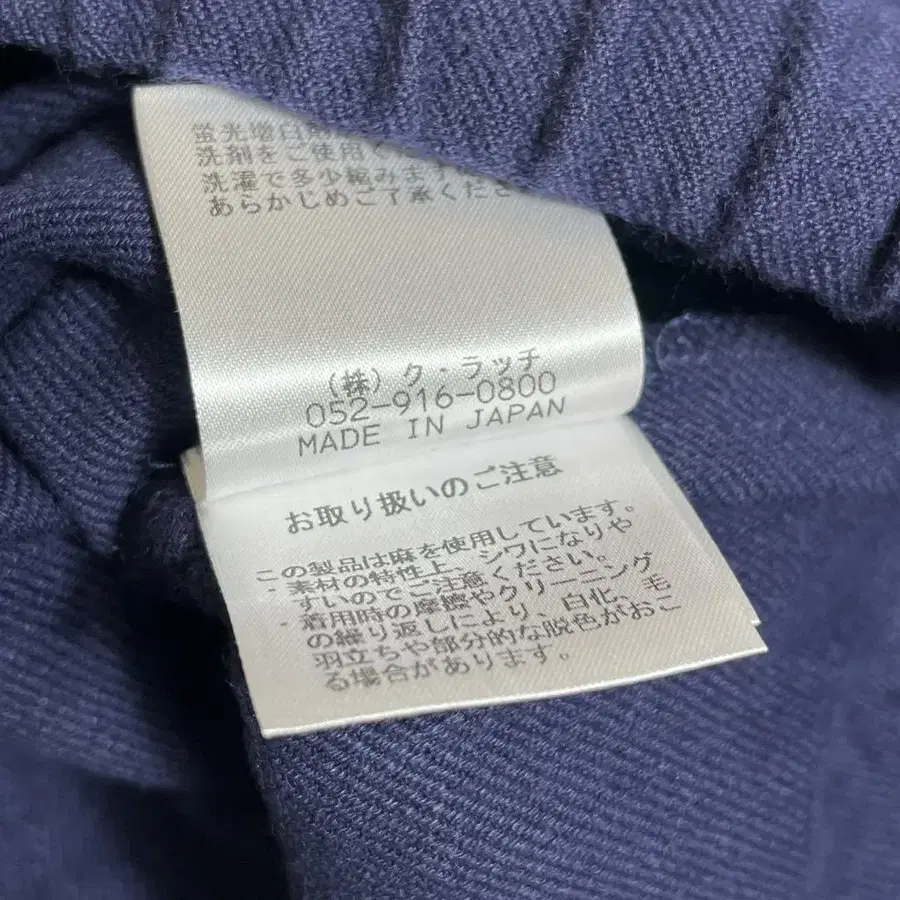 蛍光増白剤
洗剤をご使用くだ
洗濯で多少縮みます
あらかじめご了承ください
(株)ク・ラッチ
052-916-0800
MADE IN JAPAN
お取り扱いのご注意
この製品は麻を使用しています。
・素材の特性上、シワになりや
すいのでご注意ください。
・着用時の摩擦やクリーニング
の繰り返しにより、白化、毛
羽立ちや部分的な脱色がおこ
る場合があります。